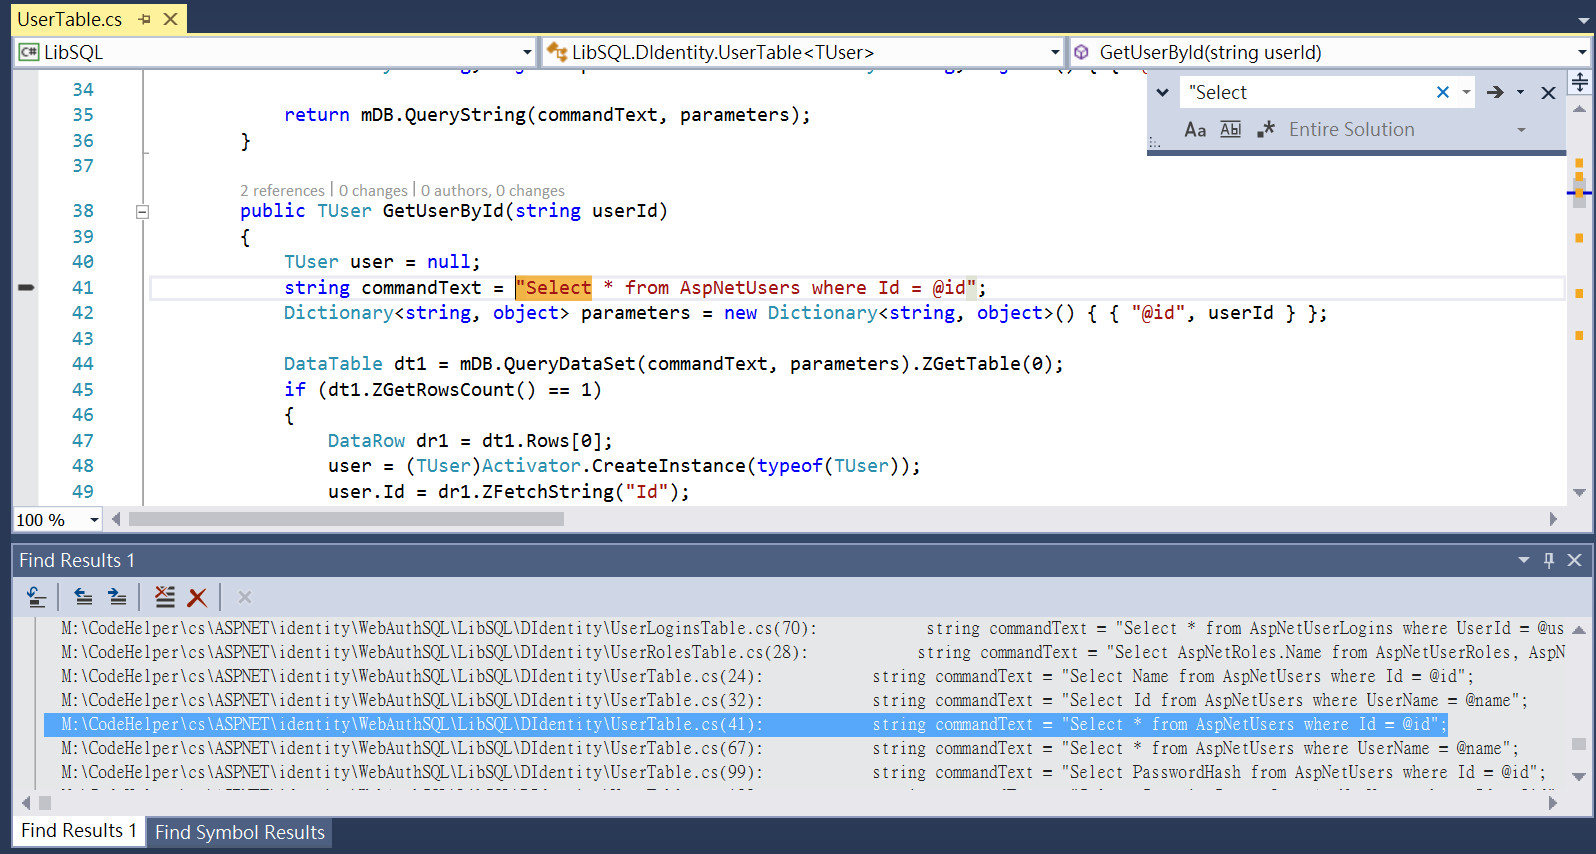 UserTable.cs
LibSQL LibSQL.DIdentity.UserTable<TUser> GetUserById(string userId)
"Select
Aa Abl .* Entire Solution
34
35 return mDB.QueryString(commandText, parameters);
36 }
37
2 references | 0 changes | 0 authors, 0 changes
38 public TUser GetUserById(string userId)
39 {
40 TUser user = null;
41 string commandText = "Select * from AspNetUsers where Id = @id";
42 Dictionary<string, object> parameters = new Dictionary<string, object>() { { "@id", userId } };
43
44 DataTable dt1 = mDB.QueryDataSet(commandText, parameters).ZGetTable(0);
45 if (dt1.ZGetRowsCount() == 1)
46 {
47 DataRow dr1 = dt1.Rows[0];
48 user = (TUser)Activator.CreateInstance(typeof(TUser));
49 user.Id = dr1.ZFetchString("Id");
100 %
Find Results 1
M:\CodeHelper\cs\ASPNET\identity\WebAuthSQL\LibSQL\DIdentity\UserLoginsTable.cs(70): string commandText = "Select * from AspNetUserLogins where UserId = @us
M:\CodeHelper\cs\ASPNET\identity\WebAuthSQL\LibSQL\DIdentity\UserRolesTable.cs(28): string commandText = "Select AspNetRoles.Name from AspNetUserRoles, AspN
M:\CodeHelper\cs\ASPNET\identity\WebAuthSQL\LibSQL\DIdentity\UserTable.cs(24): string commandText = "Select Name from AspNetUsers where Id = @id";
M:\CodeHelper\cs\ASPNET\identity\WebAuthSQL\LibSQL\DIdentity\UserTable.cs(32): string commandText = "Select Id from AspNetUsers where UserName = @name";
M:\CodeHelper\cs\ASPNET\identity\WebAuthSQL\LibSQL\DIdentity\UserTable.cs(41): string commandText = "Select * from AspNetUsers where Id = @id";
M:\CodeHelper\cs\ASPNET\identity\WebAuthSQL\LibSQL\DIdentity\UserTable.cs(67): string commandText = "Select * from AspNetUsers where UserName = @name";
M:\CodeHelper\cs\ASPNET\identity\WebAuthSQL\LibSQL\DIdentity\UserTable.cs(99): string commandText = "Select PasswordHash from AspNetUsers where Id = @id";
Find Results 1 Find Symbol Results